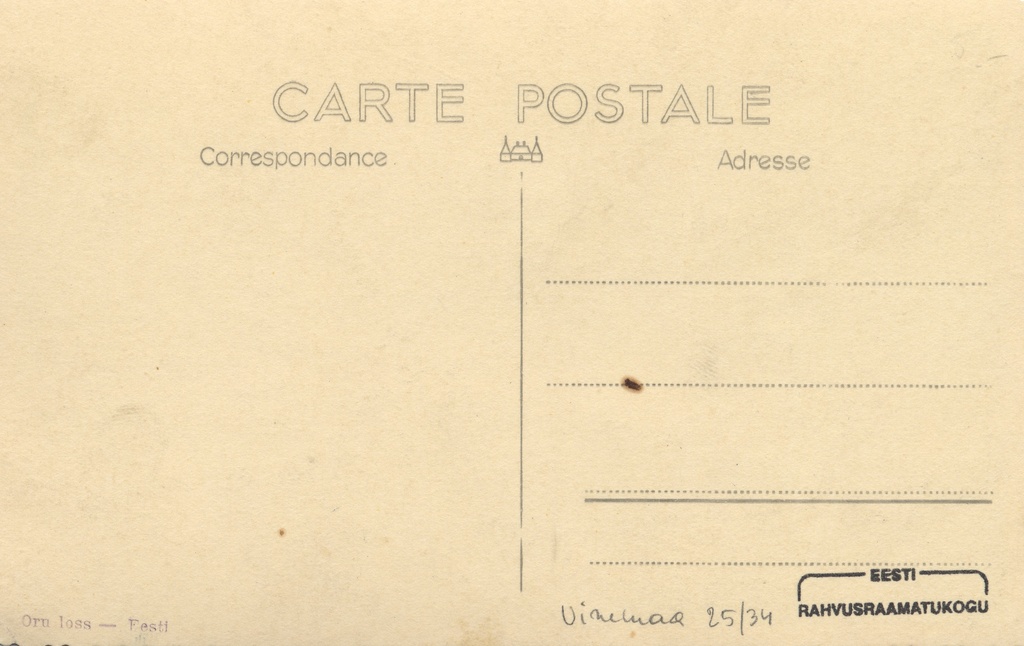 CARTE POSTALE
Correspondance
Adresse
EESTI
RAHVUSRAAMATUKOGU
Virumaa 25/34
Oru loss — Eesti